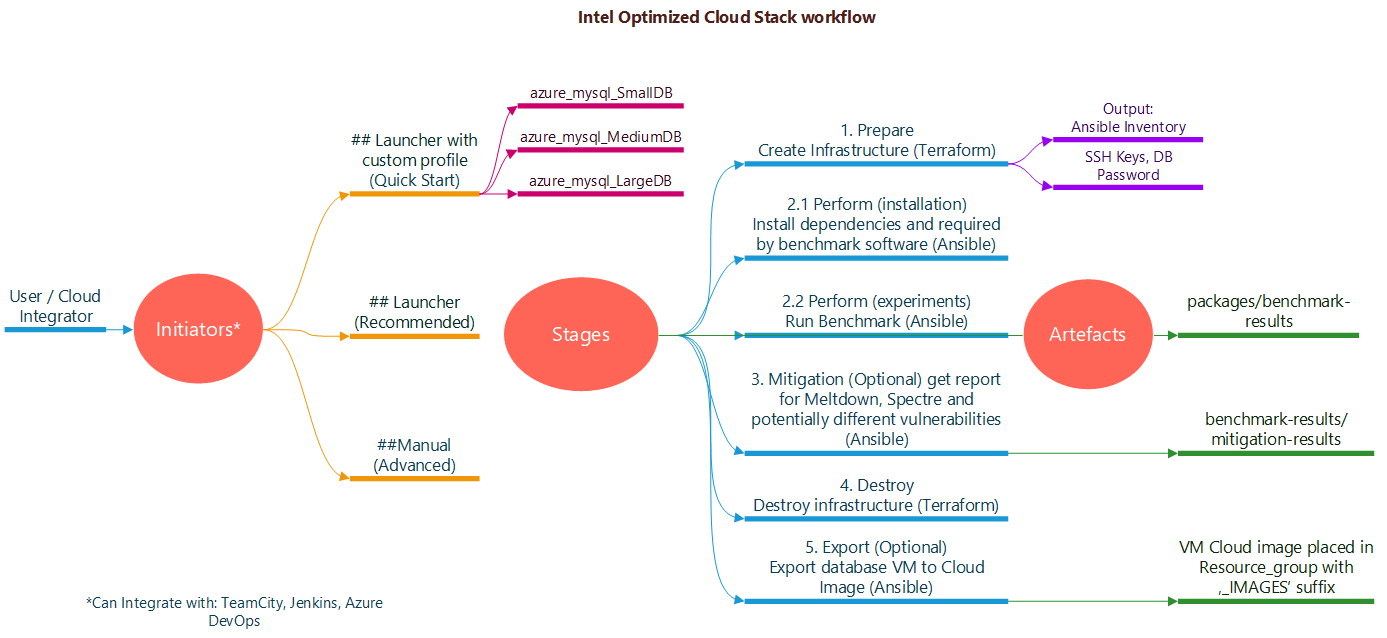 Intel Optimized Cloud Stack workflow
User / Cloud
Integrator
Initiators*
## Launcher with
custom profile
(Quick Start)
azure_mysql_SmallDB
azure_mysql_MediumDB
azure_mysql_LargeDB
## Launcher
(Recommended)
##Manual
(Advanced)
*Can Integrate with: TeamCity, Jenkins, Azure
DevOps
Stages
1. Prepare
Create Infrastructure (Terraform)
Output:
Ansible Inventory
SSH Keys, DB
Password
2.1 Perform (installation)
Install dependencies and required
by benchmark software (Ansible)
2.2 Perform (experiments)
Run Benchmark (Ansible)
Artefacts
packages/benchmark-
results
3. Mitigation (Optional) get report
for Meltdown, Spectre and
potentially different vulnerabilities
(Ansible)
benchmark-results/
mitigation-results
4. Destroy
Destroy infrastructure (Terraform)
5. Export (Optional)
Export database VM to Cloud
Image (Ansible)
VM Cloud image placed in
Resource_group with
‚_IMAGES’ suffix